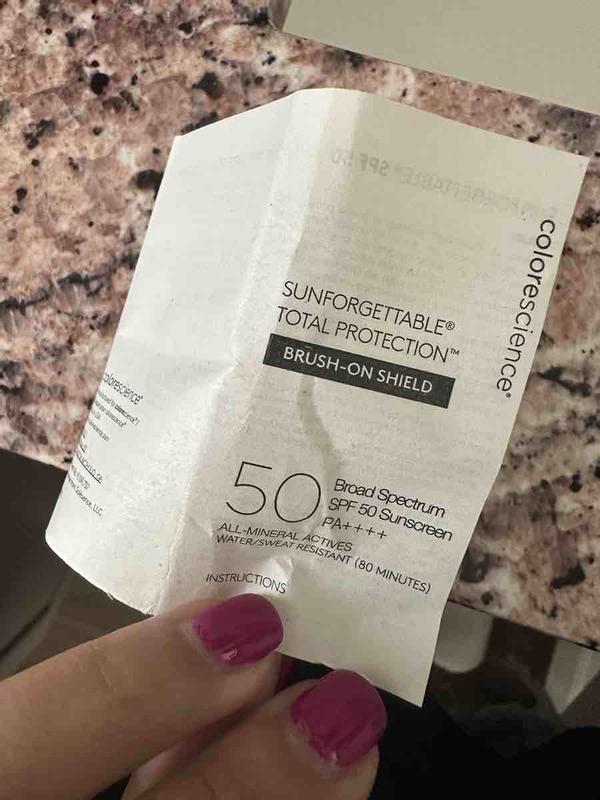 colorescience®
SUNFORGETTABLE®
TOTAL PROTECTION™
BRUSH-ON SHIELD
50
Broad Spectrum
SPF 50 Sunscreen
PA++++
ALL-MINERAL ACTIVES
WATER/SWEAT RESISTANT (80 MINUTES)
INSTRUCTIONS
colorescience®